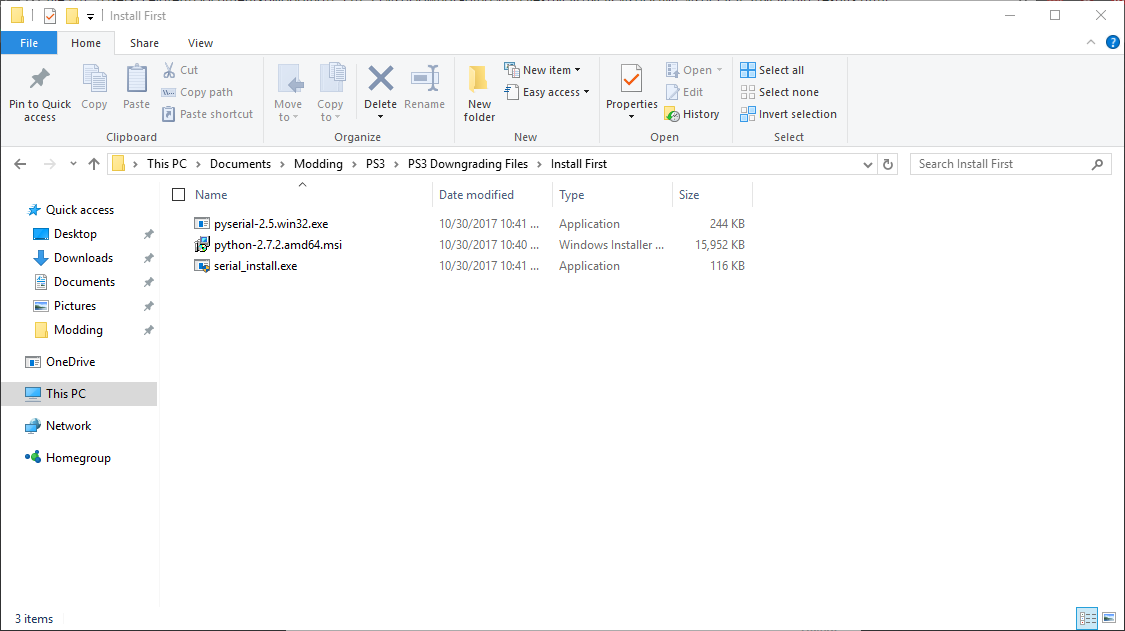 Install First
File Home Share View
Pin to Quick access
Copy
Paste
Cut
Copy path
Paste shortcut
Clipboard
Move to
Copy to
Delete
Rename
Organize
New folder
New item
Easy access
New
Properties
Open
Edit
History
Open
Select all
Select none
Invert selection
Select
This PC > Documents > Modding > PS3 > PS3 Downgrading Files > Install First
Search Install First
Quick access
Desktop
Downloads
Documents
Pictures
Modding
OneDrive
This PC
Network
Homegroup
Name Date modified Type Size
pyserial-2.5.win32.exe 10/30/2017 10:41 ... Application 244 KB
python-2.7.2.amd64.msi 10/30/2017 10:40 ... Windows Installer ... 15,952 KB
serial_install.exe 10/30/2017 10:41 ... Application 116 KB
3 items